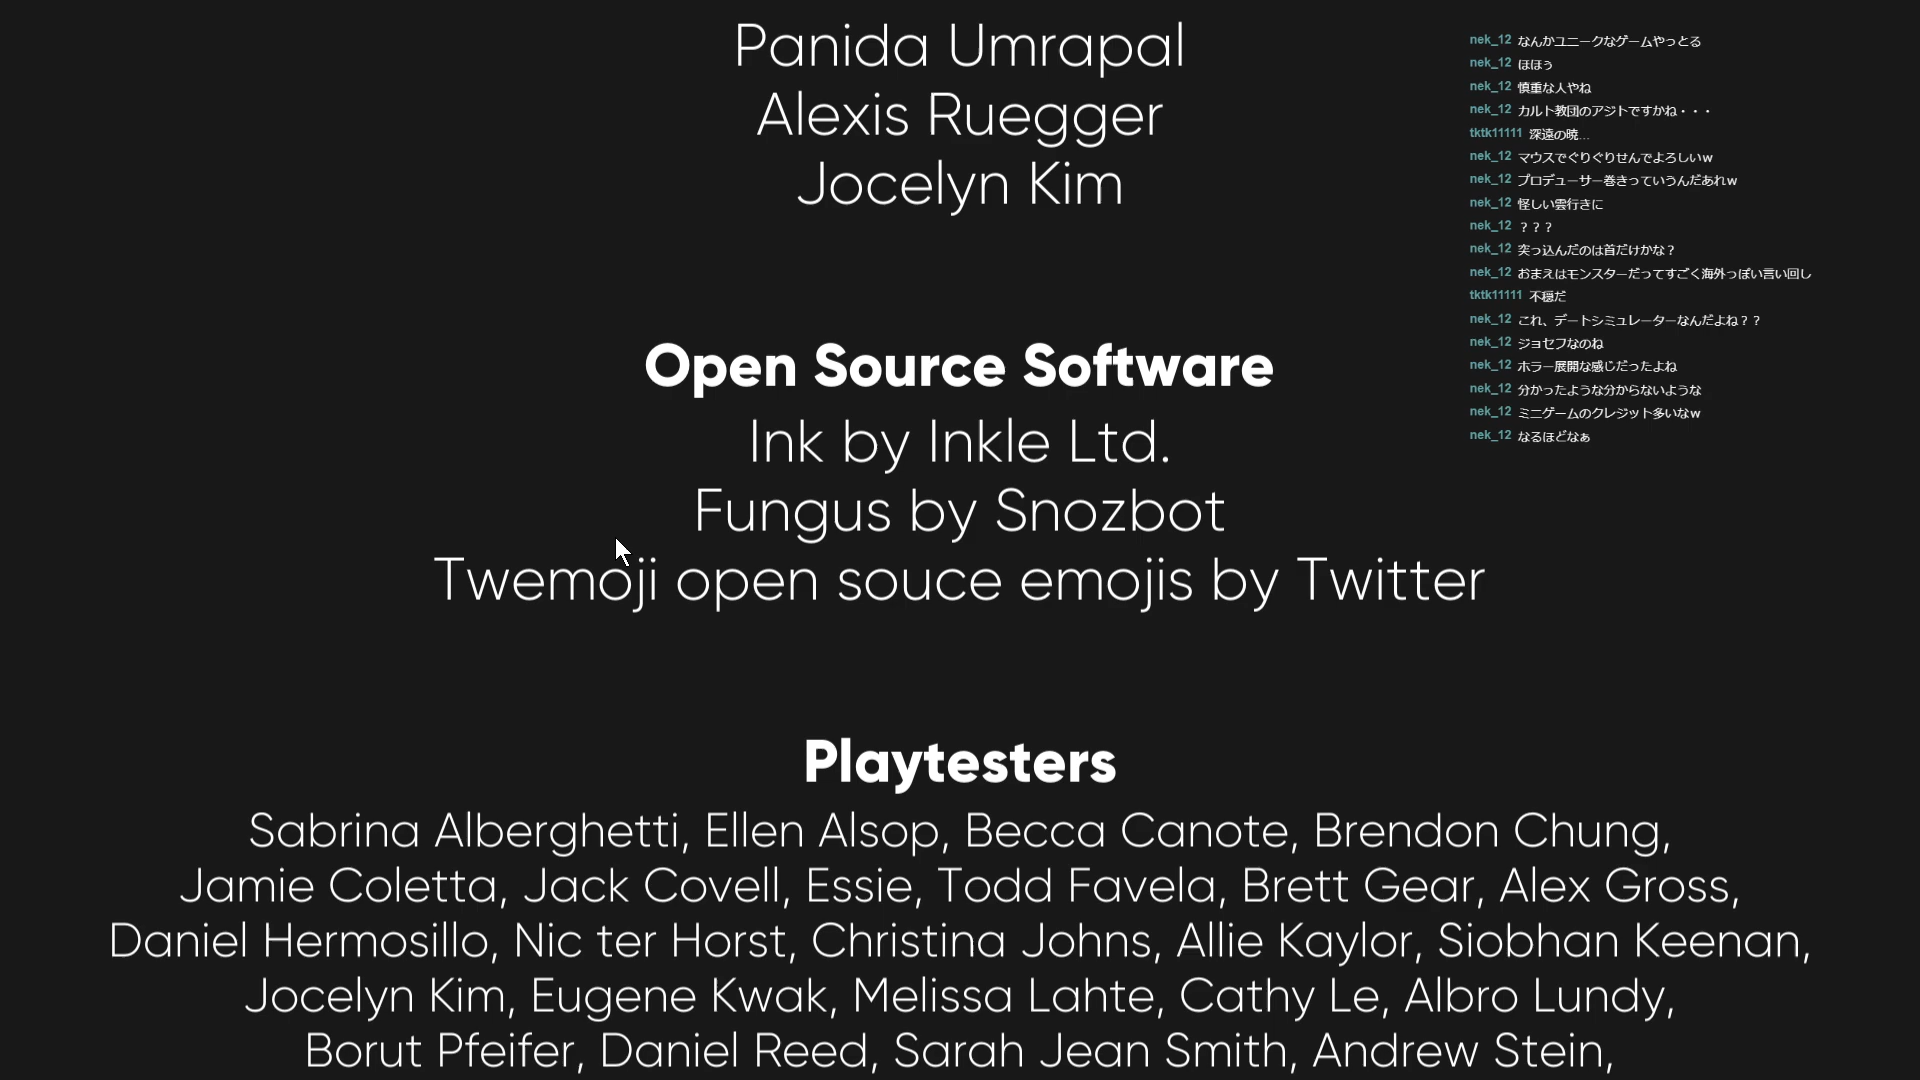 Panida Umrapal
Alexis Ruegger
Jocelyn Kim
Open Source Software
Ink by Inkle Ltd.
Fungus by Snozbot
Twemoji open souce emojis by Twitter
Playtesters
Sabrina Alberghetti, Ellen Alsop, Becca Canote, Brendon Chung,
Jamie Coletta, Jack Covell, Essie, Todd Favela, Brett Gear, Alex Gross,
Daniel Hermosillo, Nic ter Horst, Christina Johns, Allie Kaylor, Siobhan Keenan,
Jocelyn Kim, Eugene Kwak, Melissa Lahte, Cathy Le, Albro Lundy,
Borut Pfeifer, Daniel Reed, Sarah Jean Smith, Andrew Stein,
nek_12 なんかユニークなゲームやっとる
nek_12 ほほぅ
nek_12 慎重な人やね
nek_12 カルト教団のアジトですかね・・・
tktk11111 深遠の暁...
nek_12 マウスでぐりぐりせんでよろしいw
nek_12 プロデューサー巻きっていうんだあれw
nek_12 怪しい雲行きに
nek_12 ？？？
nek_12 突っ込んだのは首だけかな？
nek_12 おまえはモンスターだってすごく海外っぽい言い回し
tktk11111 不穏だ
nek_12 これ、デートシミュレーターなんだよね？？
nek_12 ジョセフなのね
nek_12 ホラー展開な感じだったよね
nek_12 分かったような分からないような
nek_12 ミニゲームのクレジット多いなw
nek_12 なるほどなぁ